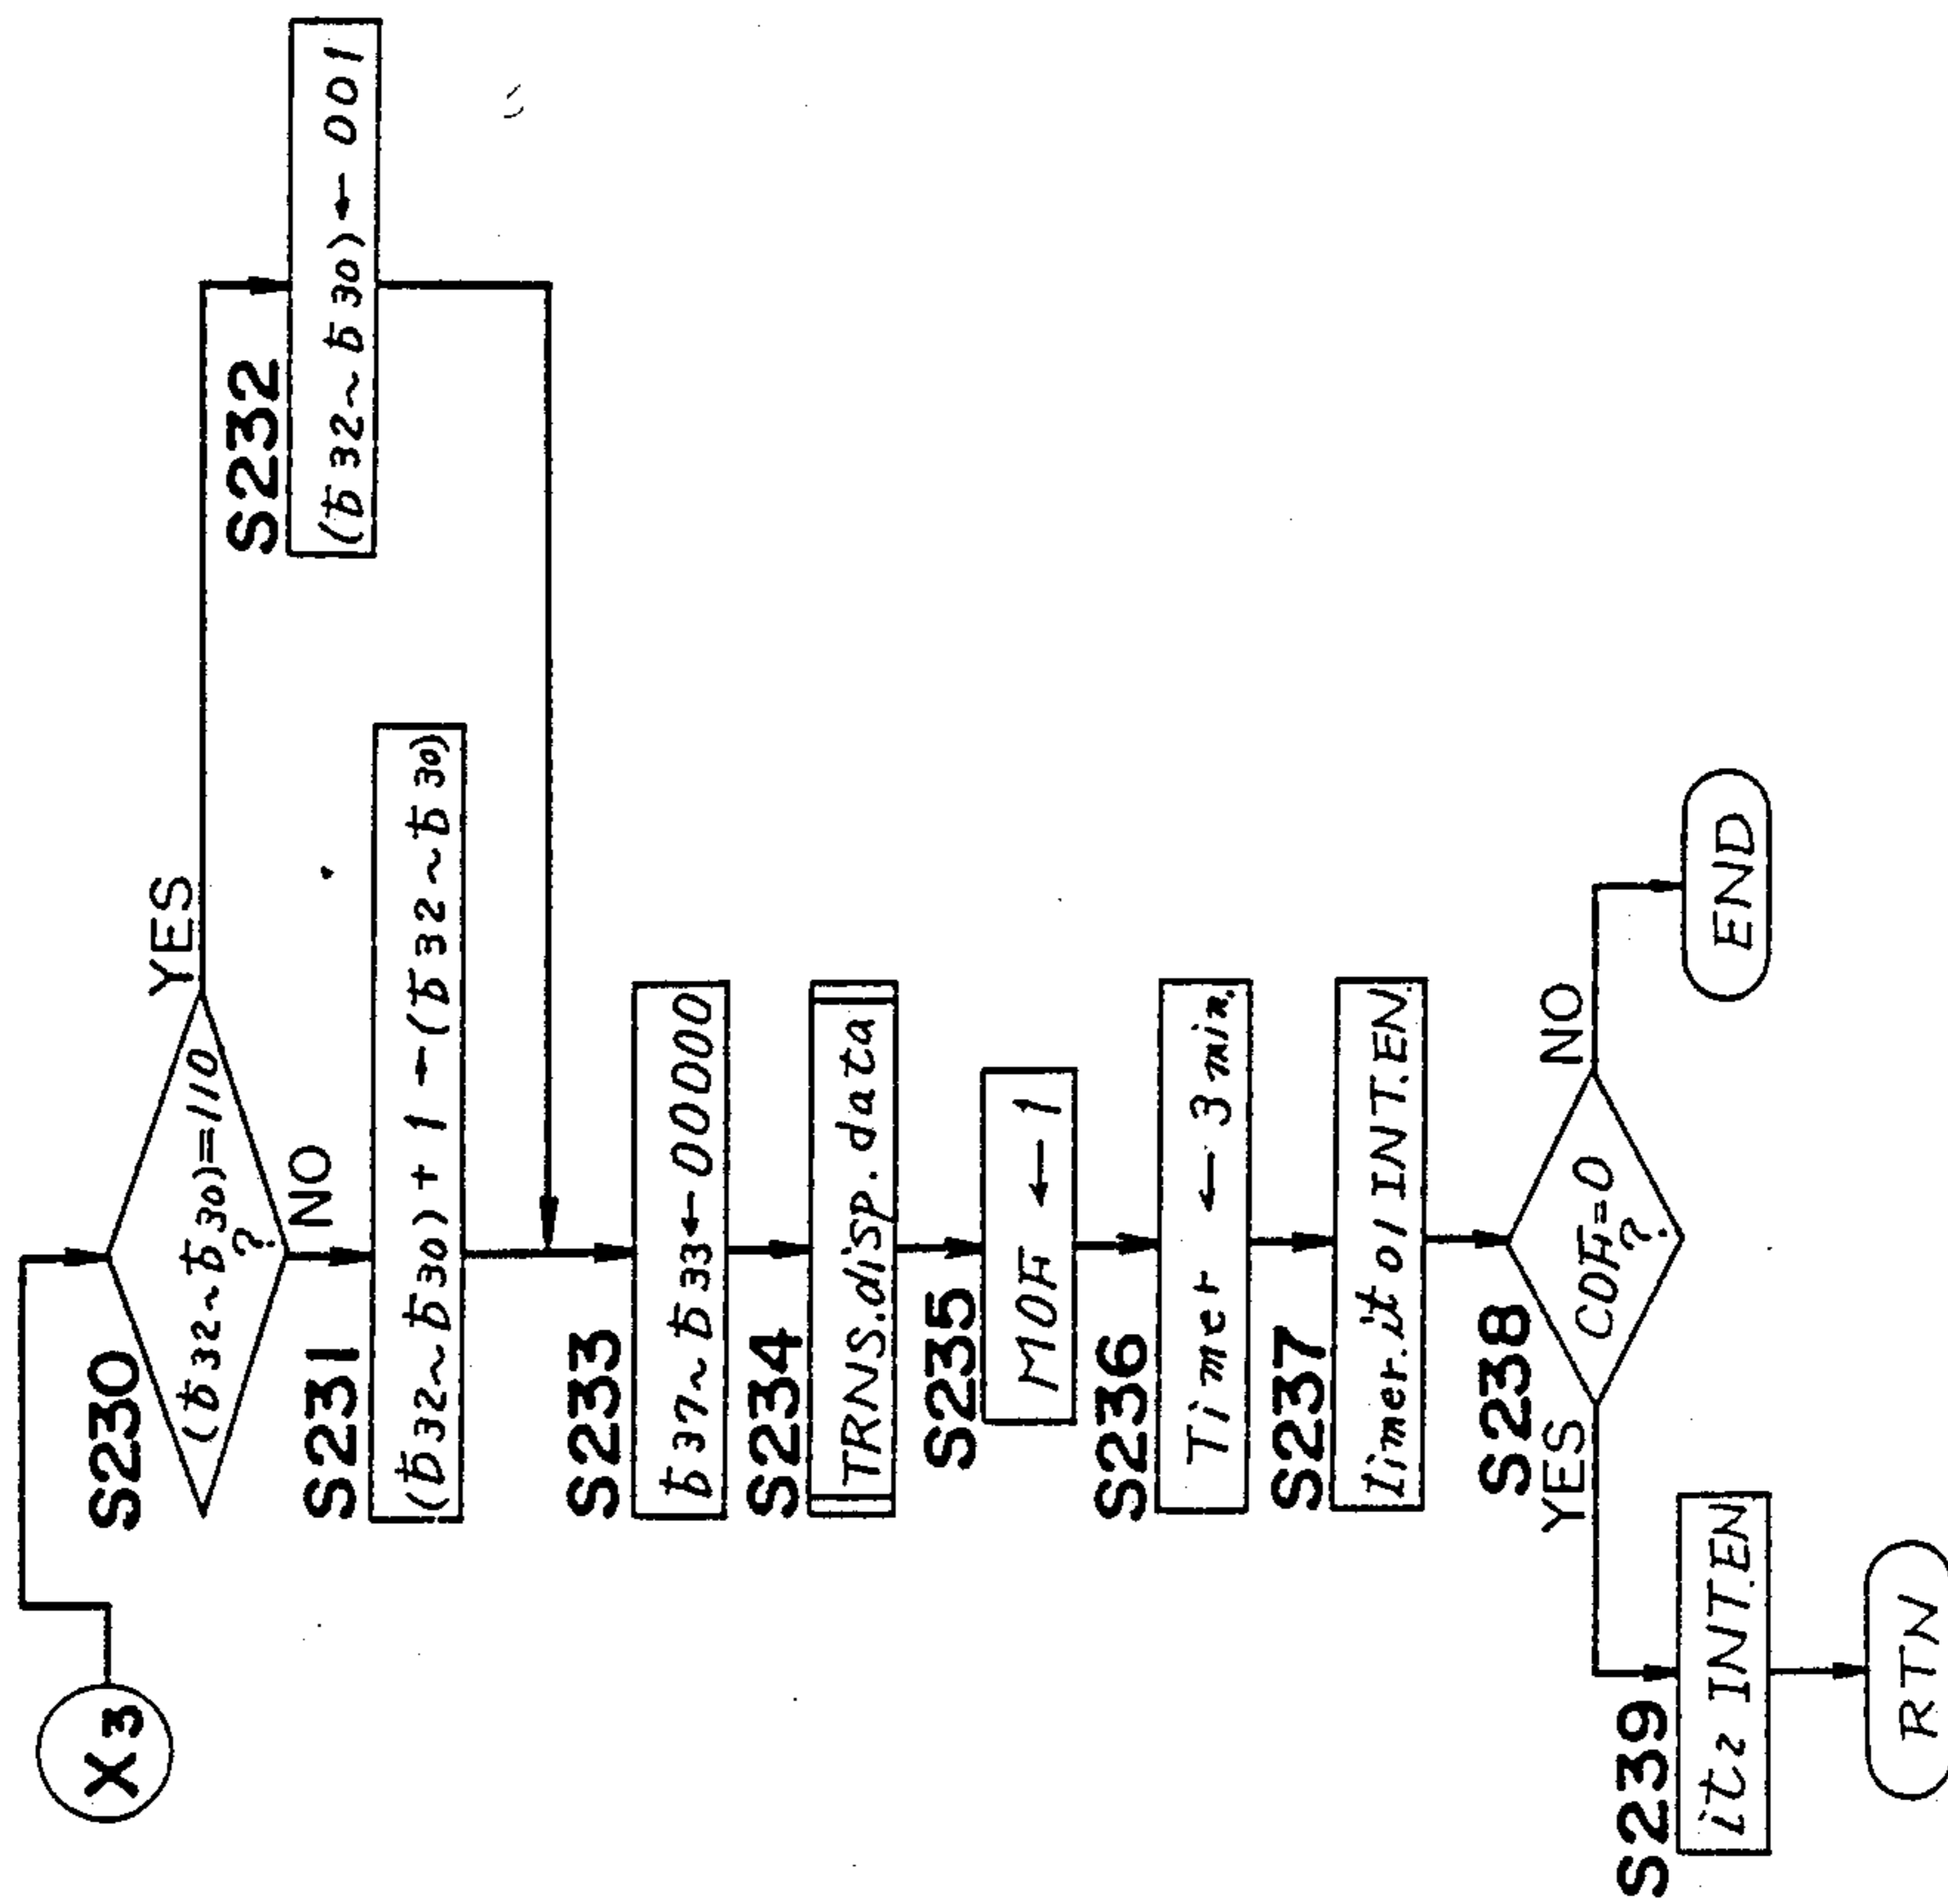 X3
S230
(b32~b30)=110
?
YES
NO
S231
(b32~b30)+1←(b32~b30)
S232
(b32~b30)←001
S233
b37~b33←00000
S234
TRNS.disp.data
S235
MOF ← 1
S236
Timer ← 3min.
S237
timer.ito1 INT.EN.
S238
COF=0
?
YES
NO
END
S239
it2 INT.EN
RTN